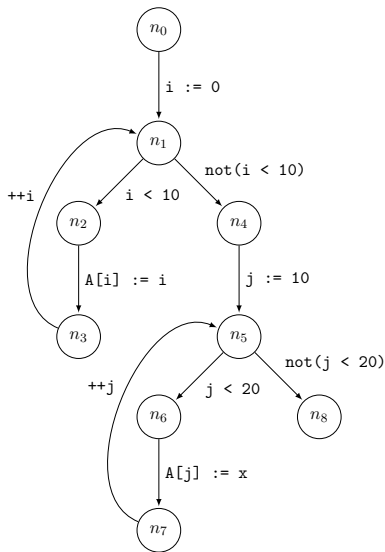 n0
i := 0
n1
not(i < 10)
++i
i < 10
n2
n4
A[i] := i
j := 10
n3
n5
not(j < 20)
++j
j < 20
n6
n8
A[j] := x
n7